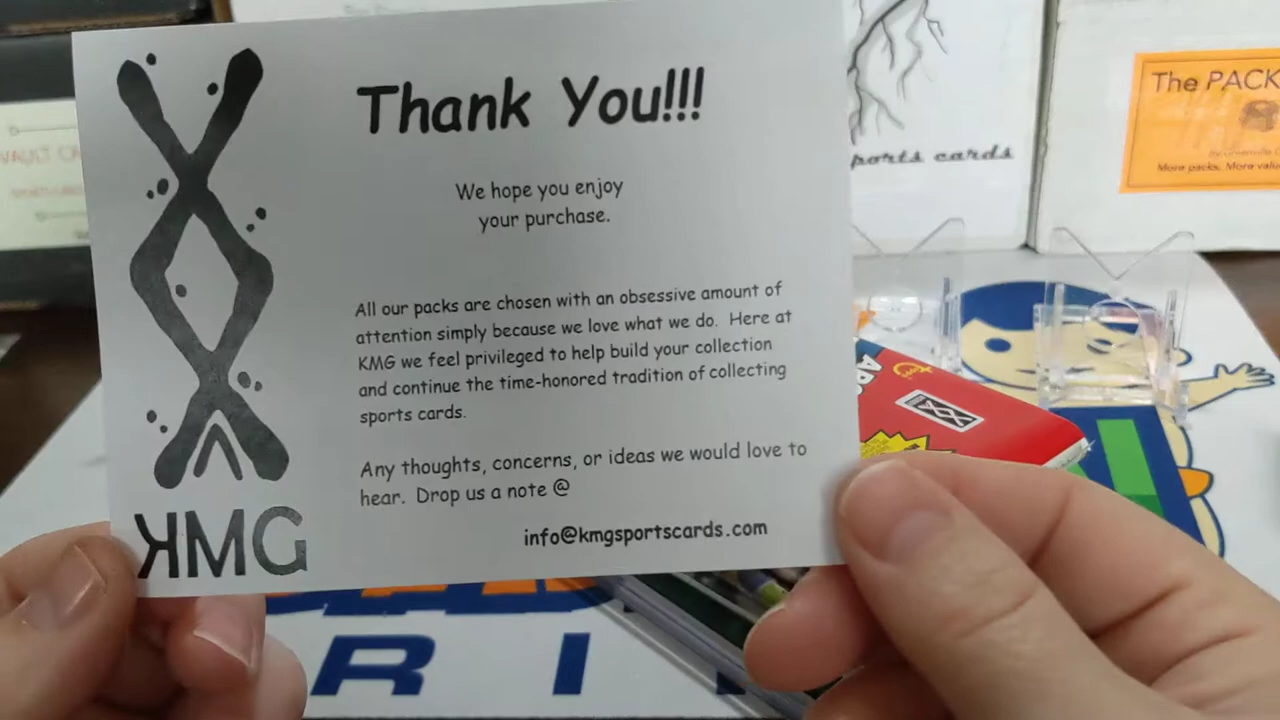 Thank You!!!
We hope you enjoy
your purchase.
All our packs are chosen with an obsessive amount of
attention simply because we love what we do. Here at
KMG we feel privileged to help build your collection
and continue the time-honored tradition of collecting
sports cards.
Any thoughts, concerns, or ideas we would love to
hear. Drop us a note @
info@kmgsportscards.com
KMG
ports cards
The PACK
More packs, More valu
R I